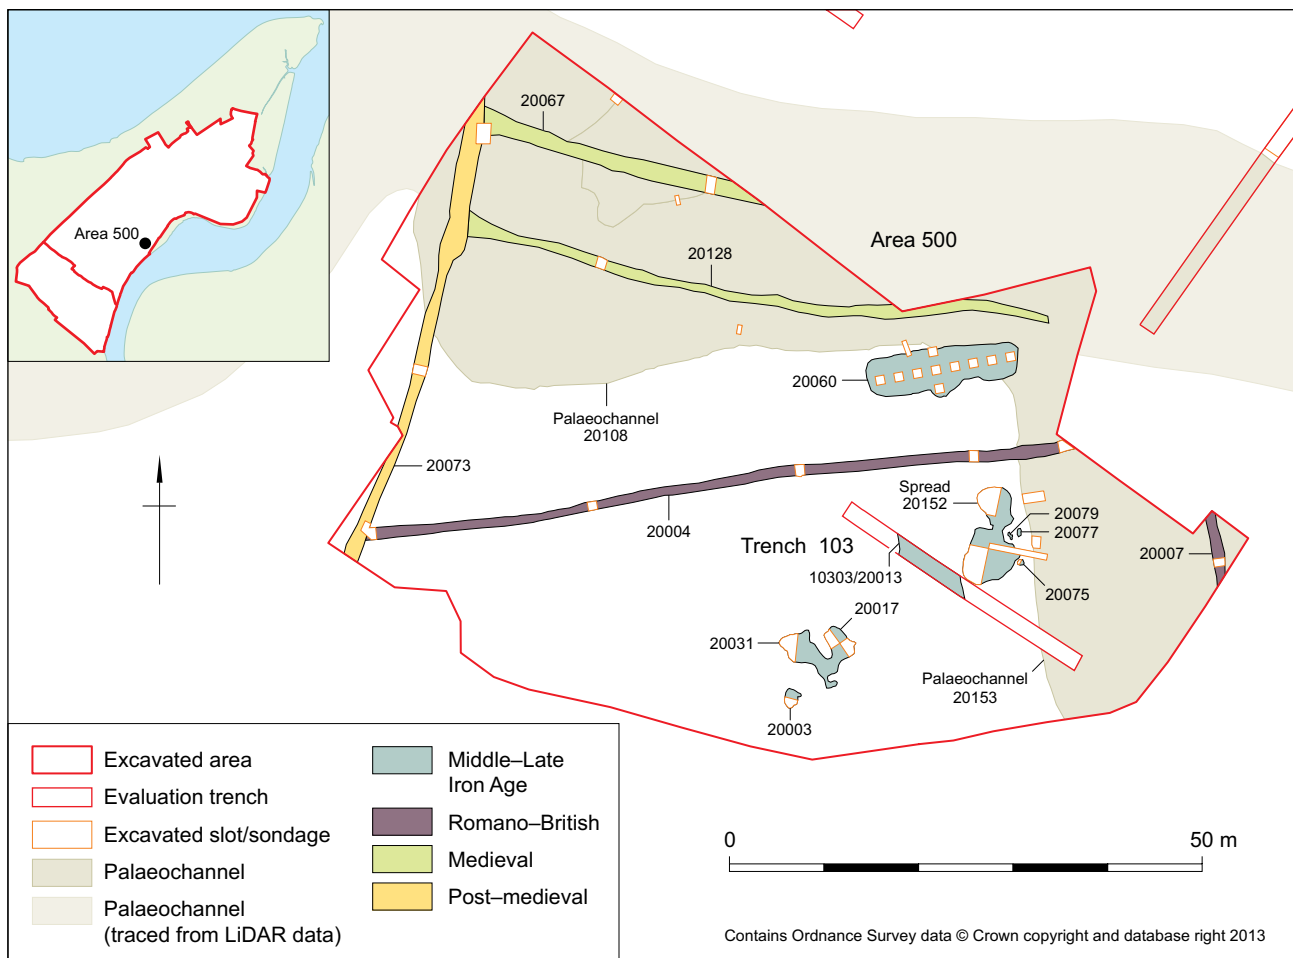 Area 500
20067
Area 500
20128
20060
Palaeochannel
20108
20073
Spread
20152
20079
20077
20004
Trench 103
20007
10303/20013
20075
20017
20031
Palaeochannel
20153
20003
Excavated area
Evaluation trench
Excavated slot/sondage
Palaeochannel
Palaeochannel
(traced from LiDAR data)
Middle–Late
Iron Age
Romano–British
Medieval
Post–medieval
0 50 m
Contains Ordnance Survey data © Crown copyright and database right 2013